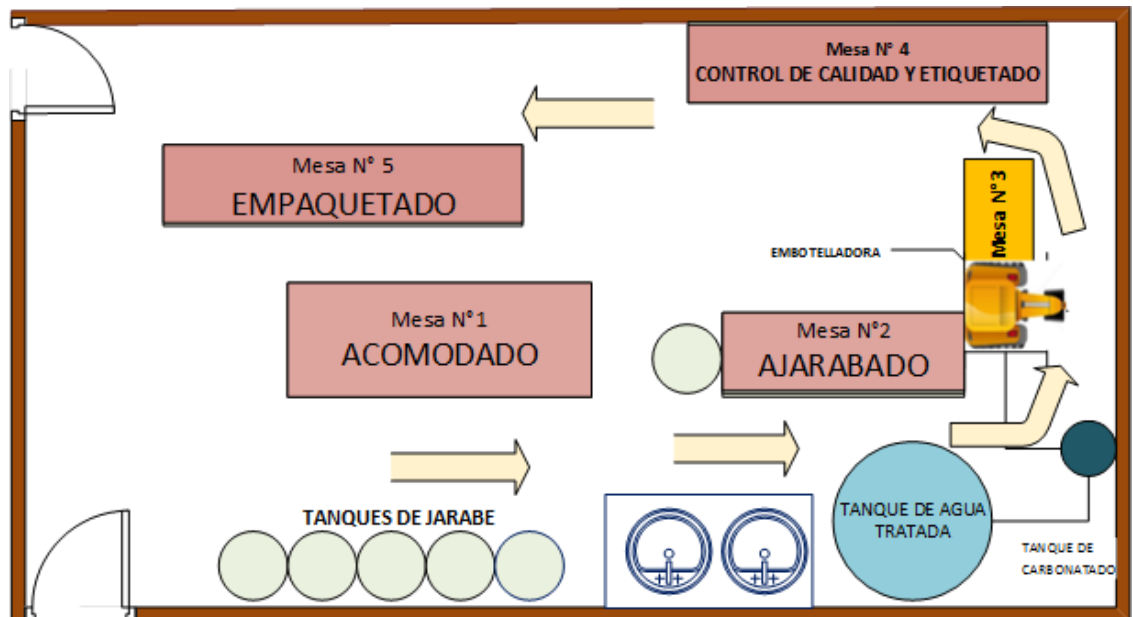 Mesa N° 4
CONTROL DE CALIDAD Y ETIQUETADO
Mesa N° 5
EMPAQUETADO
Mesa N°3
EMBOTELLADORA
Mesa N°1
ACOMODADO
Mesa N°2
AJARABADO
TANQUES DE JARABE
TANQUE DE AGUA
TRATADA
TANQUE DE
CARBONATADO